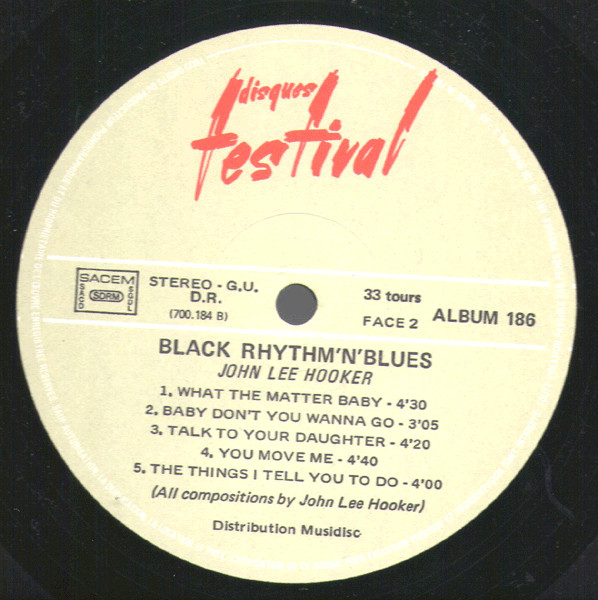 disques
festival
SACEM
SACD
SDRM
SGDL
STEREO - G.U.
D.R.
(700.184 B)
33 tours
FACE 2
ALBUM 186
BLACK RHYTHM'N'BLUES
JOHN LEE HOOKER
1. WHAT THE MATTER BABY - 4'30
2. BABY DON'T YOU WANNA GO - 3'05
3. TALK TO YOUR DAUGHTER - 4'20
4. YOU MOVE ME - 4'40
5. THE THINGS I TELL YOU TO DO - 4'00
(All compositions by John Lee Hooker)
Distribution Musidisc